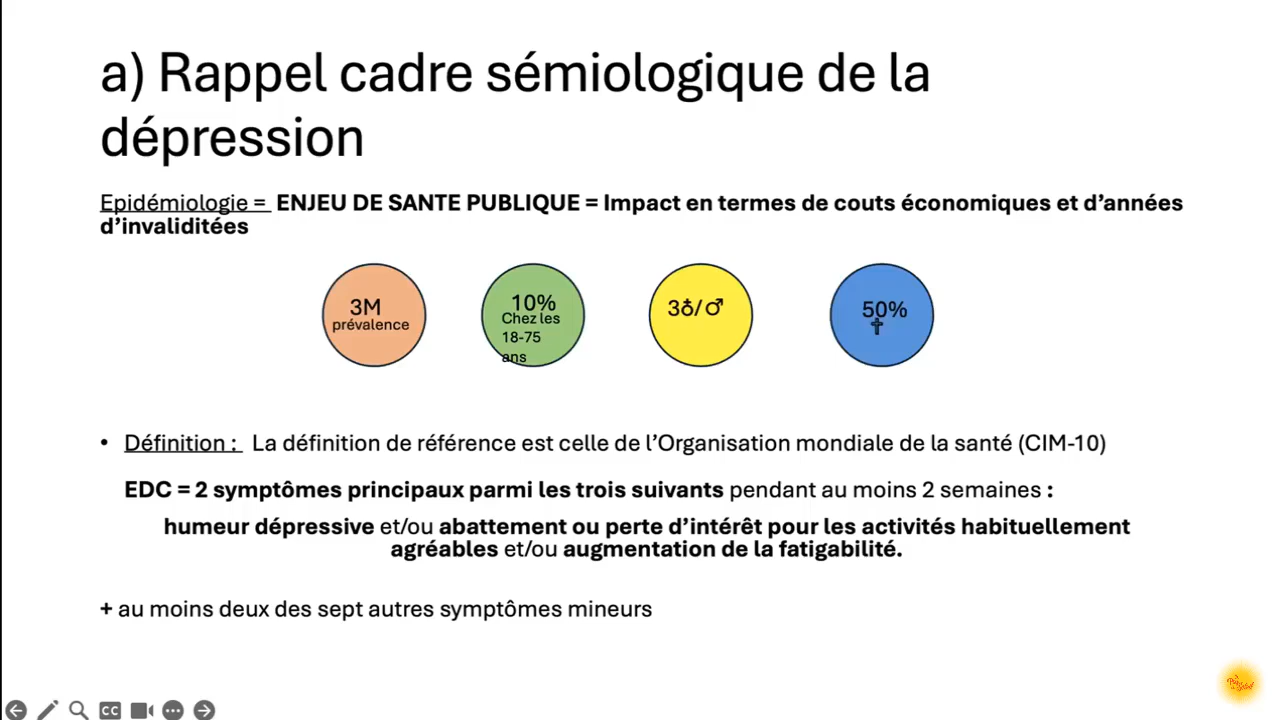 a) Rappel cadre sémiologique de la
dépression
Epidémiologie = ENJEU DE SANTE PUBLIQUE = Impact en termes de couts économiques et d’années
d’invaliditées
3M
prévalence
10%
Chez les
18-75
ans
3♁/♂
50%
✝
• Définition : La définition de référence est celle de l’Organisation mondiale de la santé (CIM-10)
EDC = 2 symptômes principaux parmi les trois suivants pendant au moins 2 semaines :
humeur dépressive et/ou abattement ou perte d’intérêt pour les activités habituellement
agréables et/ou augmentation de la fatigabilité.
+ au moins deux des sept autres symptômes mineurs
CC